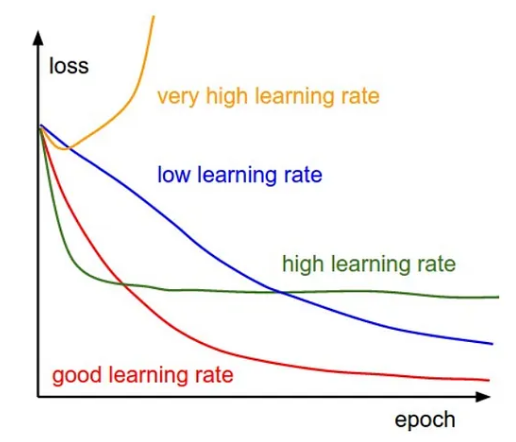 loss
very high learning rate
low learning rate
high learning rate
good learning rate
epoch